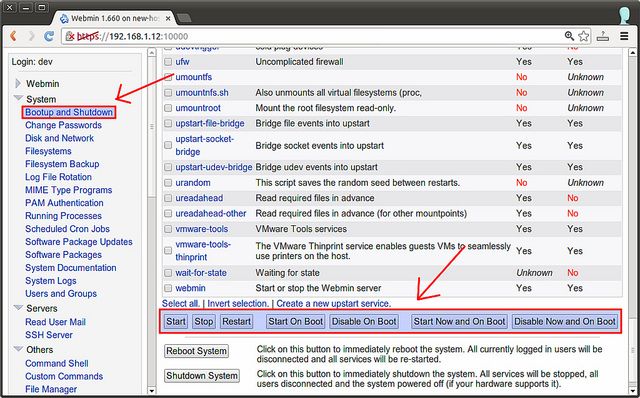 Webmin 1.660 on new-ho
https://192.168.1.12:10000
Login: dev
Webmin
System
Bootup and Shutdown
Change Passwords
Disk and Network
Filesystems
Filesystem Backup
Log File Rotation
MIME Type Programs
PAM Authentication
Running Processes
Scheduled Cron Jobs
Software Package Updates
Software Packages
System Documentation
System Logs
Users and Groups
Servers
Read User Mail
SSH Server
Others
Command Shell
Custom Commands
File Manager
ufw Uncomplicated firewall Yes Yes
umountfs No Unknown
umountnfs.sh Also unmounts all virtual filesystems (proc, No Unknown
umountroot Mount the root filesystem read-only. No Unknown
upstart-file-bridge Bridge file events into upstart Yes Yes
upstart-socket-
bridge Bridge socket events into upstart Yes Yes
upstart-udev-bridge Bridge udev events into upstart Yes Yes
urandom This script saves the random seed between restarts. No Unknown
ureadahead Read required files in advance Yes No
ureadahead-other Read required files in advance (for other mountpoints) Yes No
vmware-tools VMware Tools services Yes Yes
vmware-tools-
thinprint The VMware Thinprint service enables guests VMs to seamlessly
use printers on the host. Yes Yes
wait-for-state Waiting for state Unknown No
webmin Start or stop the Webmin server Yes Yes
Select all. | Invert selection. | Create a new upstart service.
Start Stop Restart Start On Boot Disable On Boot Start Now and On Boot Disable Now and On Boot
Reboot System Click on this button to immediately reboot the system. All currently logged in users will be
disconnected and all services will be re-started.
Shutdown System Click on this button to immediately shutdown the system. All services will be stopped, all
users disconnected and the system powered off (if your hardware supports it).